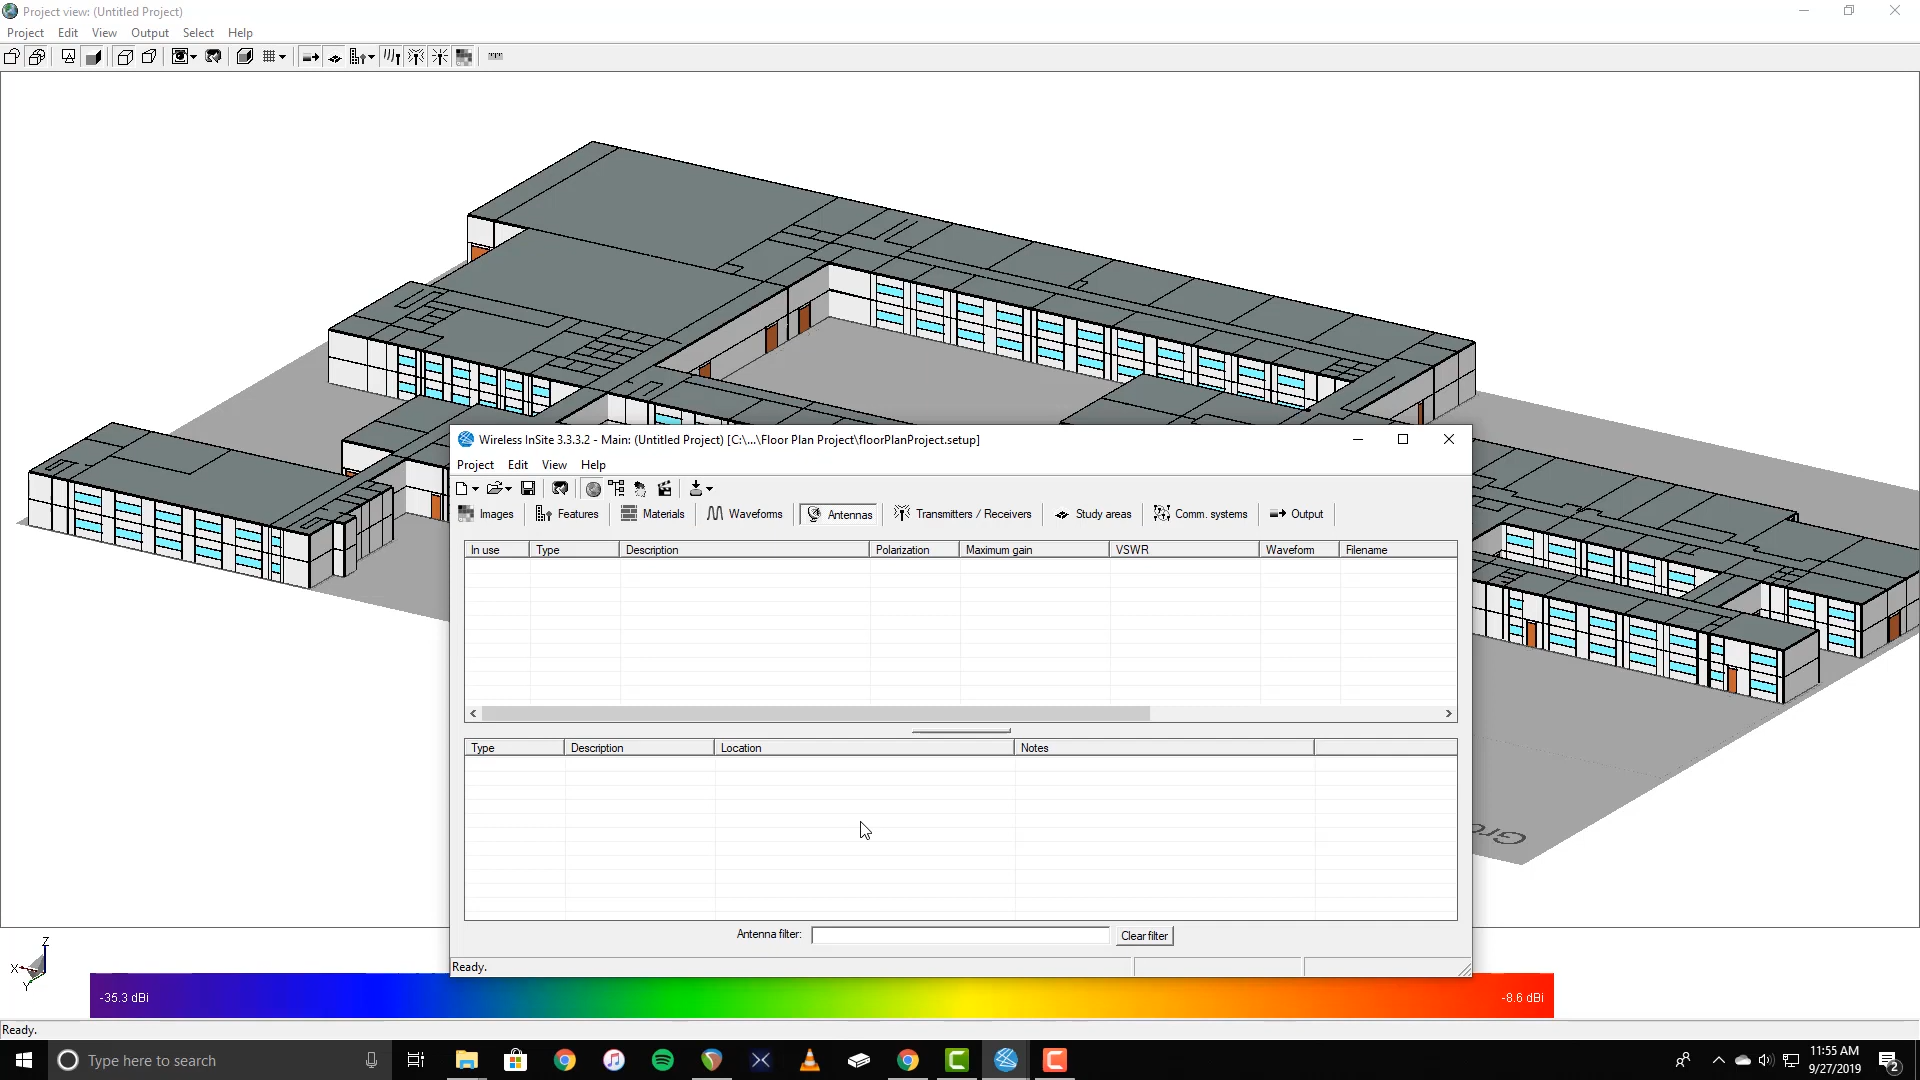 Project view: (Untitled Project)
Project Edit View Output Select Help
Wireless InSite 3.3.3.2 - Main: (Untitled Project) [C:\...\Floor Plan Project\floorPlanProject.setup]
Project Edit View Help
Images Features Materials Waveforms Antennas Transmitters / Receivers Study areas Comm. systems Output
In use Type Description Polarization Maximum gain VSWR Waveform Filename
Type Description Location Notes
Antenna filter: Clear filter
Ready.
Z
X
Y
-35.3 dBi -8.6 dBi
Ready.
Type here to search
11:55 AM
9/27/2019
2